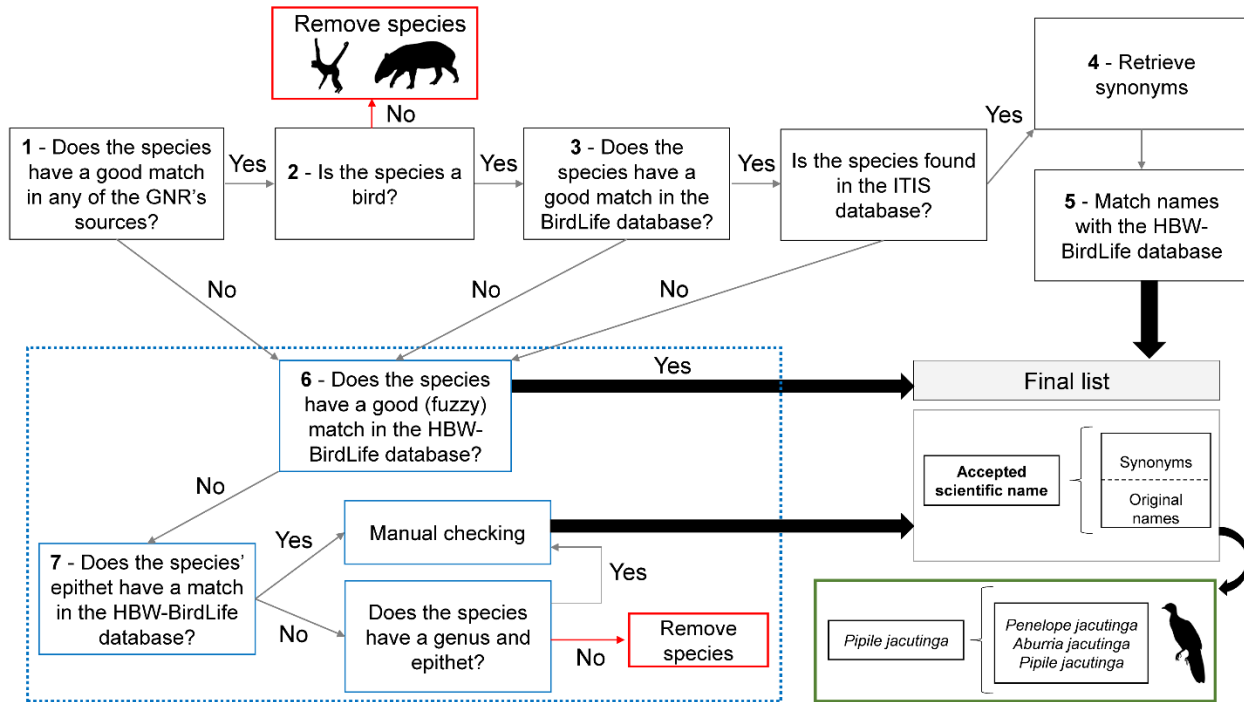 Remove species
No
4 - Retrieve
synonyms
Yes
1 - Does the species
have a good match
in any of the GNR's
sources?
Yes
2 - Is the species a
bird?
Yes
3 - Does the
species have a
good match in the
BirdLife database?
Yes
Is the species found
in the ITIS
database?
5 - Match names
with the HBW-
BirdLife database
No
No
No
6 - Does the species
have a good (fuzzy)
match in the HBW-
BirdLife database?
Yes
Final list
No
Accepted
scientific name
Synonyms
Original
names
7 - Does the species'
epithet have a match
in the HBW-BirdLife
database?
Yes
Manual checking
Yes
No
Does the species
have a genus and
epithet?
No
Remove
species
Pipile jacutinga
Penelope jacutinga
Aburria jacutinga
Pipile jacutinga